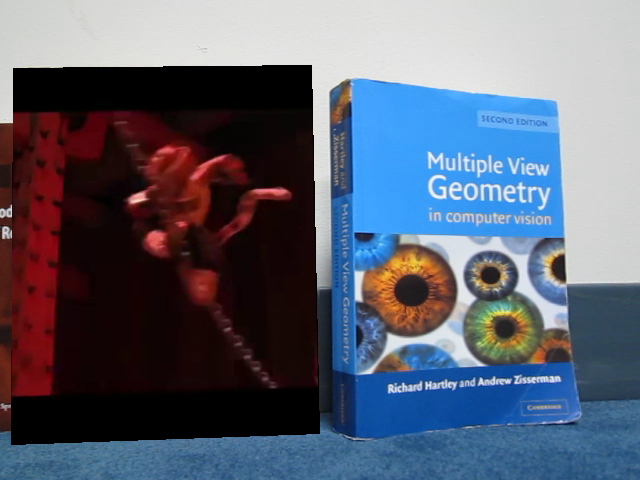 od
Re
Hartley and
Zisserman
Multiple View Geometry
SECOND EDITION
Multiple View
Geometry
in computer vision
Richard Hartley and Andrew Zisserman
CAMBRIDGE